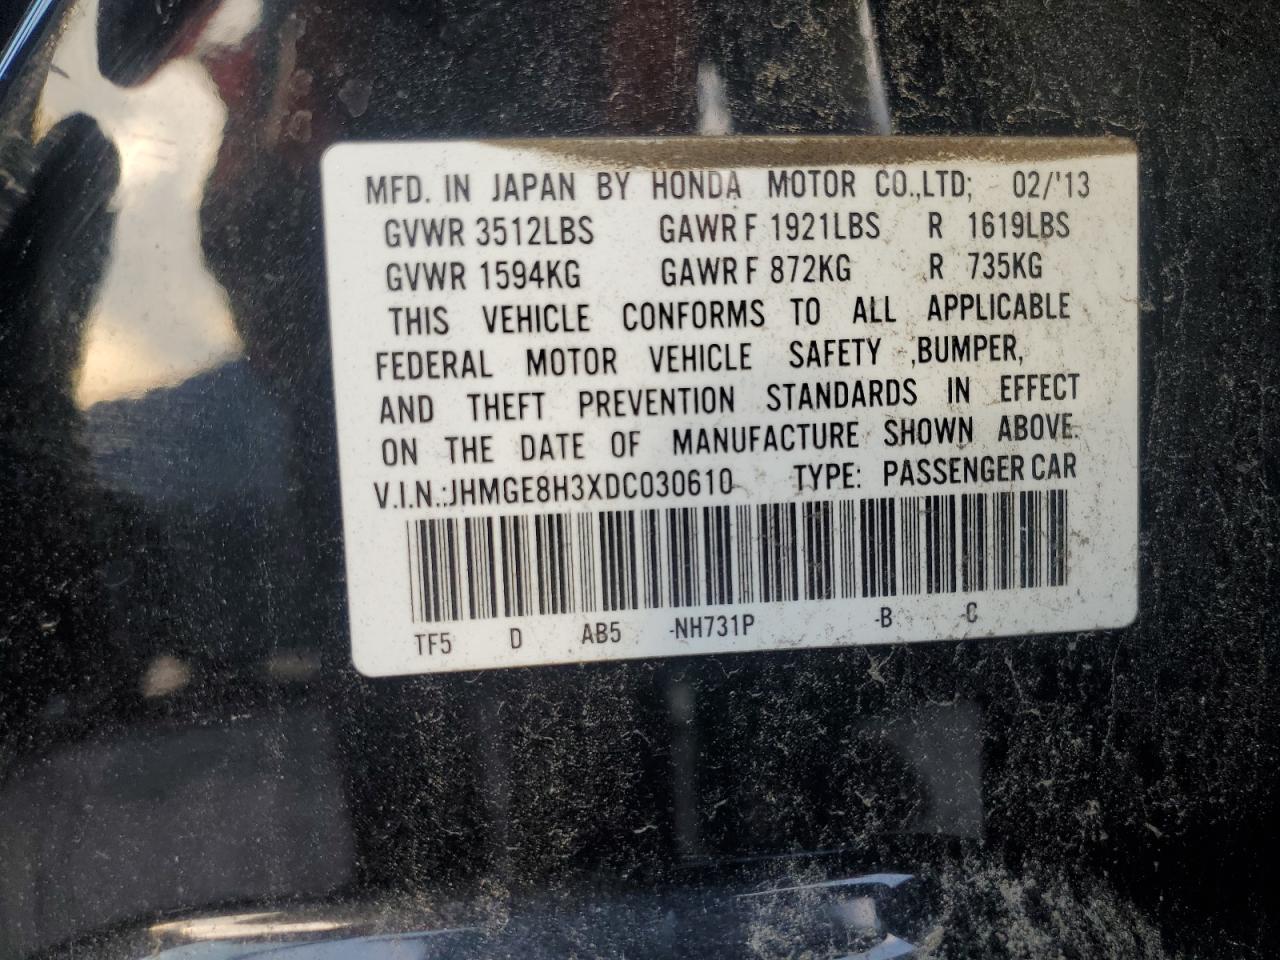 MFD. IN JAPAN BY HONDA MOTOR CO.,LTD; 02/'13
GVWR 3512LBS GAWR F 1921LBS R 1619LBS
GVWR 1594KG GAWR F 872KG R 735KG
THIS VEHICLE CONFORMS TO ALL APPLICABLE
FEDERAL MOTOR VEHICLE SAFETY ,BUMPER,
AND THEFT PREVENTION STANDARDS IN EFFECT
ON THE DATE OF MANUFACTURE SHOWN ABOVE.
V.I.N.:JHMGE8H3XDC030610 TYPE: PASSENGER CAR
TF5 D AB5 -NH731P -B -C